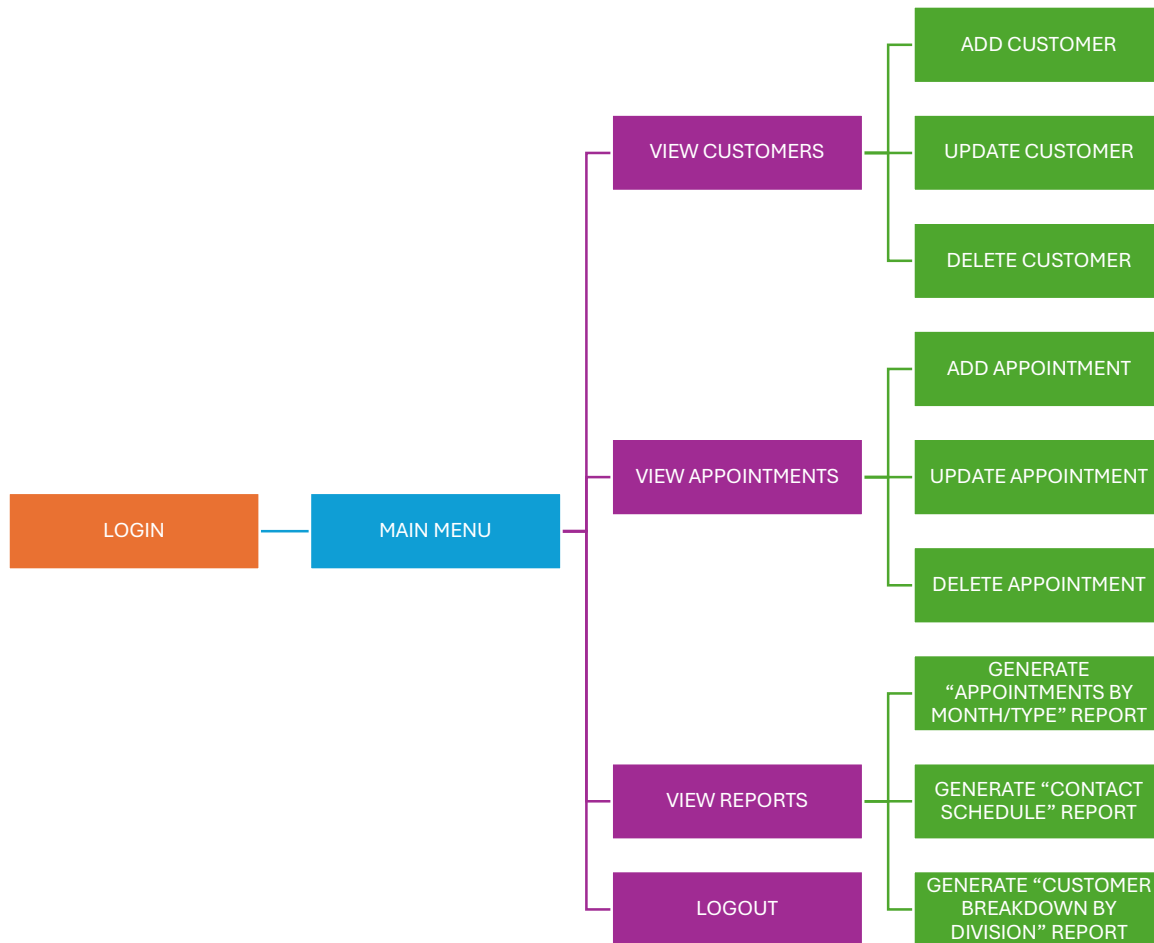 LOGIN
MAIN MENU
VIEW CUSTOMERS
ADD CUSTOMER
UPDATE CUSTOMER
DELETE CUSTOMER
VIEW APPOINTMENTS
ADD APPOINTMENT
UPDATE APPOINTMENT
DELETE APPOINTMENT
VIEW REPORTS
GENERATE
“APPOINTMENTS BY
MONTH/TYPE” REPORT
GENERATE “CONTACT
SCHEDULE” REPORT
GENERATE “CUSTOMER
BREAKDOWN BY
DIVISION” REPORT
LOGOUT